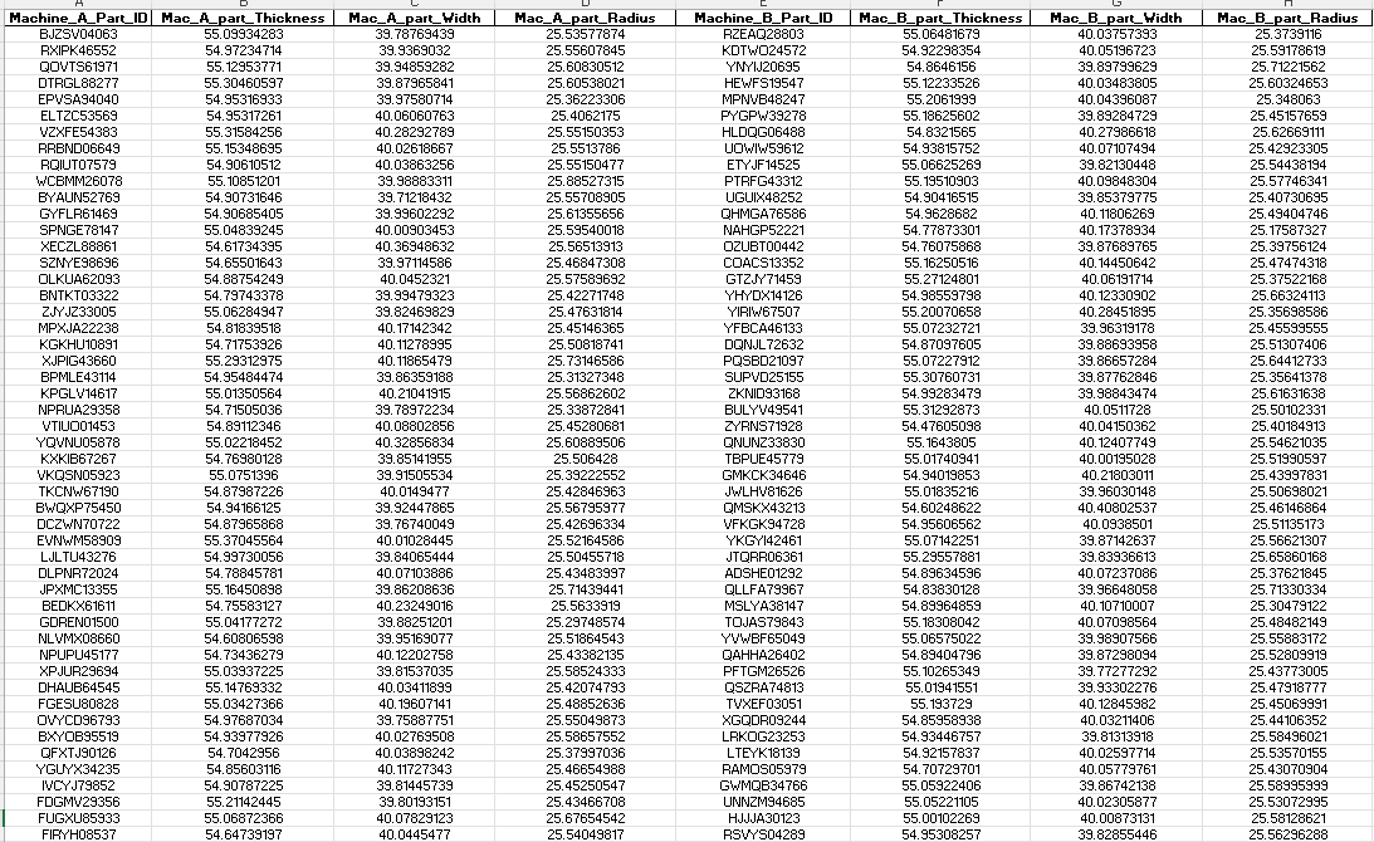 A B C D E F G H
Machine_A_Part_ID Mac_A_part_Thickness Mac_A_part_Width Mac_A_part_Radius Machine_B_Part_ID Mac_B_part_Thickness Mac_B_part_Width Mac_B_part_Radius
BJZSV04063 55.09934283 39.78769439 25.53577874 RZEAQ28803 55.06481679 40.03757393 25.3739116
RXIPK46552 54.97234714 39.9369032 25.55607845 KDTWO24572 54.92298354 40.05196723 25.59178619
QOVTS61971 55.12953771 39.94859282 25.60830512 YNYIJ20695 54.8646156 39.89799629 25.71221562
DTRGL88277 55.30460597 39.87965841 25.60538021 HEWFS19547 55.12233526 40.03483805 25.60324653
EPVSA94040 54.95316933 39.97580714 25.36223306 MPNVB48247 55.2061999 40.04396087 25.348063
ELTZC53569 54.95317261 40.06060763 25.4062175 PYGPW39278 55.18625602 39.89284729 25.45157659
VZXFE54383 55.31584256 40.28292789 25.55150353 HLDQG06488 54.8321565 40.27986618 25.62669111
RRBND06649 55.15348695 40.02618667 25.5513786 UOWIW59612 54.93815752 40.07107494 25.42923305
RQIUT07579 54.90610512 40.03863256 25.55150477 ETYJF14525 55.06625269 39.82130448 25.54438194
WCBMM26078 55.10851201 39.98883311 25.88527315 PTRFG43312 55.19510903 40.09848304 25.57746341
BYAUN52769 54.90731646 39.71218432 25.55708905 UGUIX48252 54.90416515 39.85379775 25.40730695
GYFLR61469 54.90685405 39.99602292 25.61355656 QHMGA76586 54.9628682 40.11806269 25.49404746
SPNGE78147 55.04839245 40.00903453 25.59540018 NAHGP52221 54.77873301 40.17378934 25.17587327
XECZL88861 54.61734395 40.36948632 25.56513913 OZUBT00442 54.76075868 39.87689765 25.39756124
SZNYE98696 54.65501643 39.97114586 25.46847308 COACS13352 55.16250516 40.14450642 25.47474318
OLKUA62093 54.88754249 40.0452321 25.57589692 GTZJY71459 55.27124801 40.06191714 25.37522168
BNTKT03322 54.79743378 39.99479323 25.42271748 YHYDX14126 54.98559798 40.12330902 25.66324113
ZJYJZ33005 55.06284947 39.82469829 25.47631814 YIRIW67507 55.20070658 40.28451895 25.35698586
MPXJA22238 54.81839518 40.17142342 25.45146365 YFBCA46133 55.07232721 39.96319178 25.45599555
KGKHU10891 54.71753926 40.11278995 25.50818741 DQNJL72632 54.87097605 39.88693958 25.51307406
XJPIG43660 55.29312975 40.11865479 25.73146586 PQSBD21097 55.07227912 39.86657284 25.64412733
BPMLE43114 54.95484474 39.86359188 25.31327348 SUPVD25155 55.30760731 39.87762846 25.35641378
KPGLV14617 55.01350564 40.21041915 25.56862602 ZKNID93168 54.99283479 39.98843474 25.61631638
NPRUA29358 54.71505036 39.78972234 25.33872841 BULYV49541 55.31292873 40.0511728 25.50102331
VTIUO01453 54.89112346 40.08802856 25.45280681 ZYRNS71928 54.47605098 40.04150362 25.40184913
YQVNU05878 55.02218452 40.32856834 25.60889506 QNUNZ33830 55.1643805 40.12407749 25.54621035
KXKIB67267 54.76980128 39.85141955 25.506428 TBPUE45779 55.01740941 40.00195028 25.51990597
VKQSN05923 55.0751396 39.91505534 25.39222552 GMKCK34646 54.94019853 40.21803011 25.43997831
TKCNW67190 54.87987226 40.0149477 25.42846963 JWLHV81626 55.01835216 39.96030148 25.50698021
BWQXP75450 54.94166125 39.92447865 25.56795977 QMSKX43213 54.60248622 40.40802537 25.46146864
DCZWN70722 54.87965868 39.76740049 25.42696334 VFKGK94728 54.95606562 40.0938501 25.51135173
EVNWM58909 55.37045564 40.01028445 25.52164586 YKGYI42461 55.07142251 39.87142637 25.56621307
LJLTU43276 54.99730056 39.84065444 25.50455718 JTQRR06361 55.29557881 39.83936613 25.65860168
DLPNR72024 54.78845781 40.07103886 25.43483997 ADSHE01292 54.89634596 40.07237086 25.37621845
JPXMC13355 55.16450898 39.86208636 25.71439441 QLLFA79967 54.83830128 39.96648058 25.71330334
BEDKX61611 54.75583127 40.23249016 25.5633919 MSLYA38147 54.89964859 40.10710007 25.30479122
GDREN01500 55.04177272 39.88251201 25.29748574 TOJAS79843 55.18308042 40.07098564 25.48482149
NLVMX08660 54.60806598 39.95169077 25.51864543 YVWBF65049 55.06575022 39.98907566 25.55883172
NPUPU45177 54.73436279 40.12202758 25.43382135 QAHHA26402 54.89404796 39.87298094 25.52809919
XPJUR29694 55.03937225 39.81537035 25.58524333 PFTGM26526 55.10265349 39.77277292 25.43773005
DHAUB64545 55.14769332 40.03411899 25.42074793 QSZRA74813 55.01941551 39.93302276 25.47918777
FGESU80828 55.03427366 40.19607141 25.48852636 TVXEF03051 55.193729 40.12845982 25.45069991
OVYCD96793 54.97687034 39.75887751 25.55049873 XGQDR09244 54.85958938 40.03211406 25.44106352
BXYOB95519 54.93977926 40.02769508 25.58657552 LRKOG23253 54.93446757 39.81313918 25.58496021
QFXTJ90126 54.7042956 40.03898242 25.37997036 LTEYK18139 54.92157837 40.02597714 25.53570155
YGUYX34235 54.85603116 40.11727343 25.46654988 RAMOS05979 54.70729701 40.05779761 25.43070904
IVCYJ79852 54.90787225 39.81445739 25.45250547 GWMQB34766 55.05922406 39.86742138 25.58995999
FDGMV29356 55.21142445 39.80193151 25.43466708 UNNZM94685 55.05221105 40.02305877 25.53072995
FUGXU85933 55.06872366 40.07829123 25.67654542 HJJJA30123 55.00102269 40.00873131 25.58128621
FIRYH08537 54.64739197 40.0445477 25.54049817 RSVYS04289 54.95308257 39.82855446 25.56296288